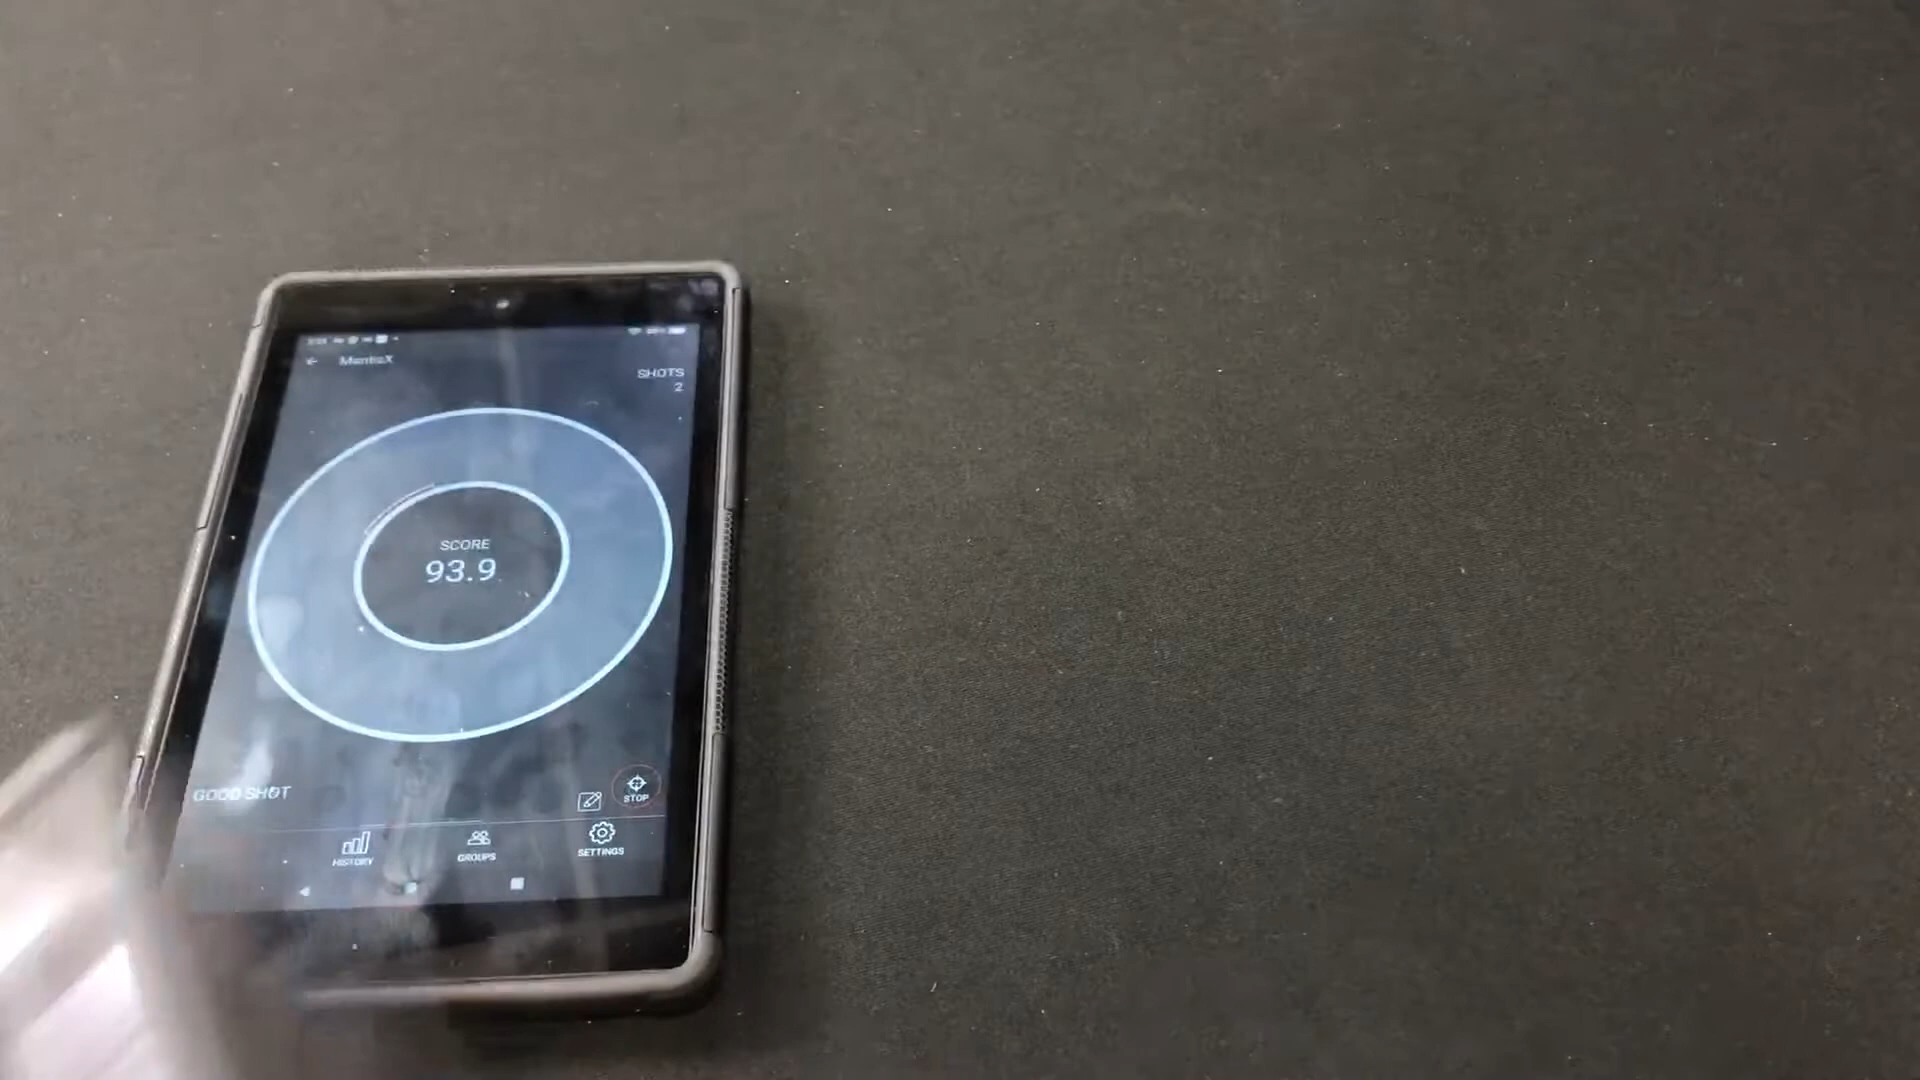 MantisX
SHOTS
2
SCORE
93.9
GOOD SHOT
STOP
HISTORY
GROUPS
SETTINGS